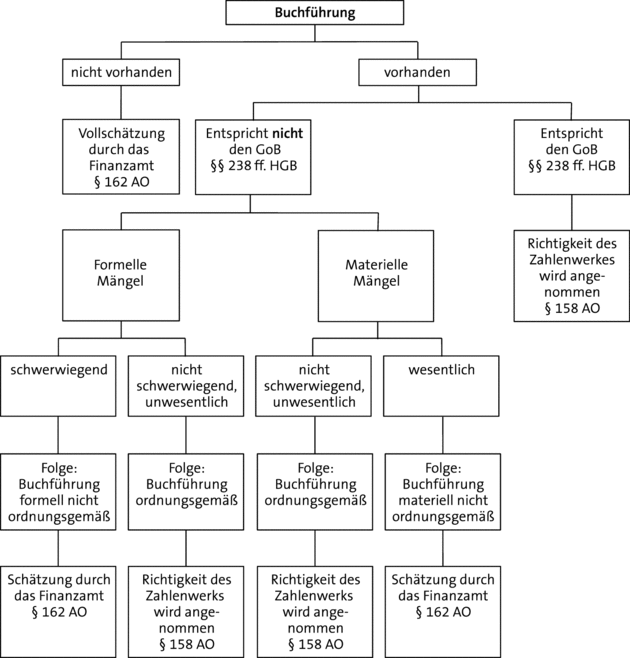 Buchführung
nicht vorhanden
vorhanden
Vollschätzung
durch das
Finanzamt
§ 162 AO
Entspricht nicht
den GoB
§§ 238 ff. HGB
Entspricht
den GoB
§§ 238 ff. HGB
Formelle
Mängel
Materielle
Mängel
Richtigkeit des
Zahlenwerkes
wird ange-
nommen
§ 158 AO
schwerwiegend
nicht
schwerwiegend,
unwesentlich
nicht
schwerwiegend,
unwesentlich
wesentlich
Folge:
Buchführung
formell nicht
ordnungsgemäß
Folge:
Buchführung
ordnungsgemäß
Folge:
Buchführung
ordnungsgemäß
Folge:
Buchführung
materiell nicht
ordnungsgemäß
Schätzung durch
das Finanzamt
§ 162 AO
Richtigkeit des
Zahlenwerks
wird ange-
nommen
§ 158 AO
Richtigkeit des
Zahlenwerks
wird ange-
nommen
§ 158 AO
Schätzung durch
das Finanzamt
§ 162 AO